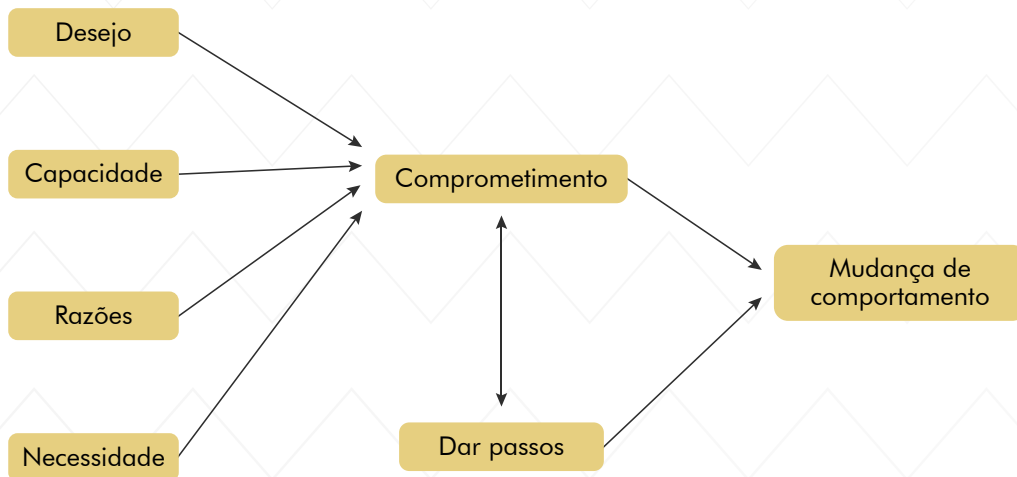 Desejo
Capacidade
Comprometimento
Mudança de
comportamento
Razões
Dar passos
Necessidade